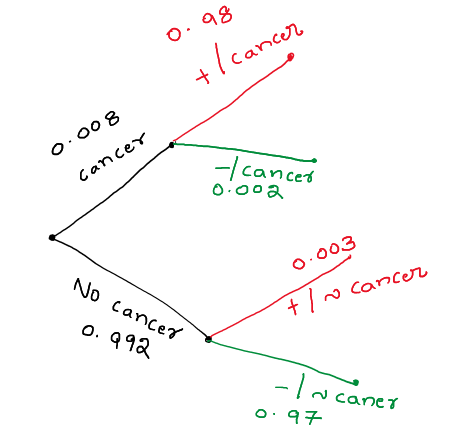 0.98
+/cancer
0.008
cancer
-/cancer
0.002
No cancer
0.992
0.003
+/~cancer
-/~caner
0.97